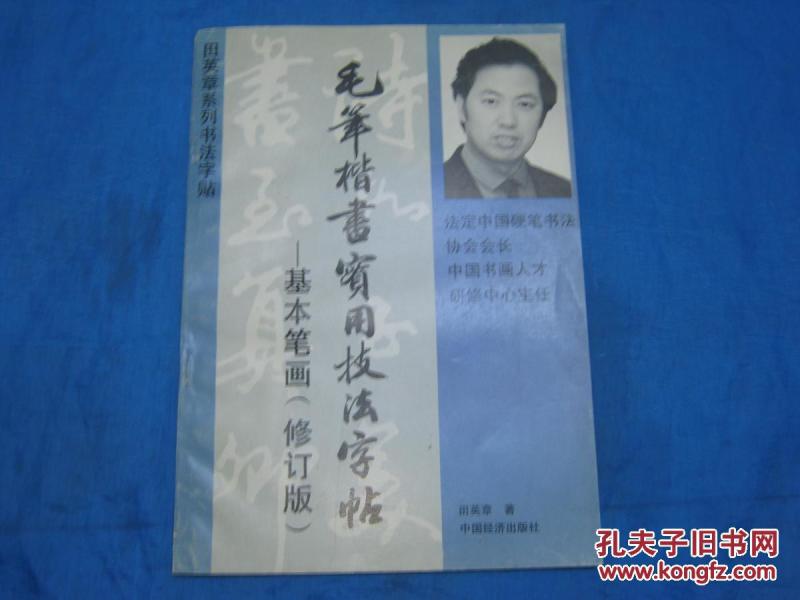 田英章系列书法字贴
毛筆楷書實用技法字帖
—基本笔画（修订版）
法定中国硬笔书法
协会会长
中国书画人才
研修中心主任
田英章 著
中国经济出版社
孔夫子旧书网
www.kongfz.com